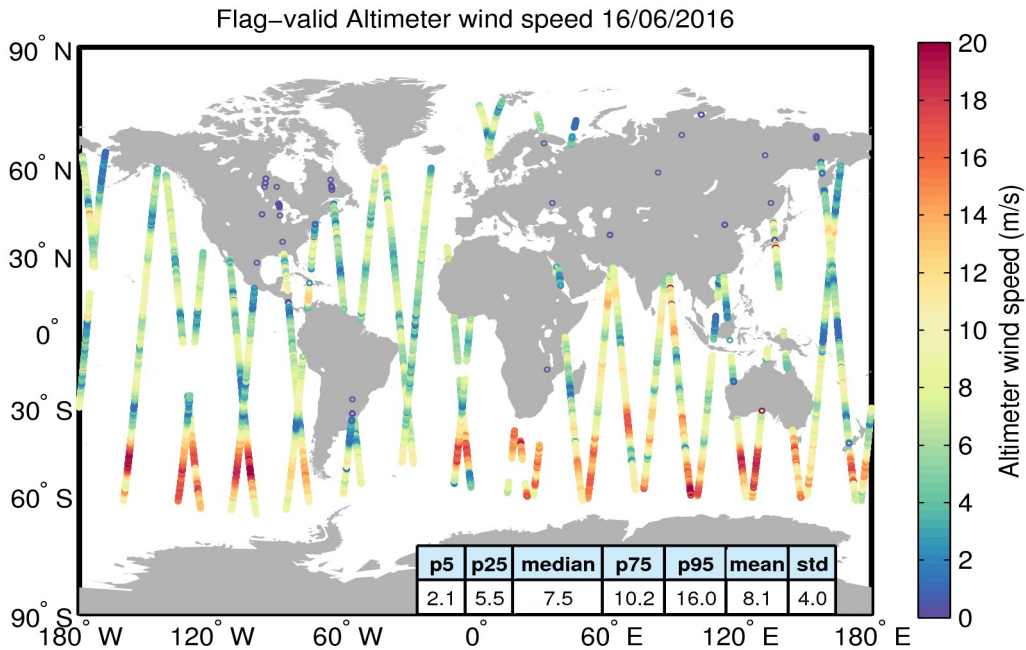 Flag−valid Altimeter wind speed 16/06/2016
90° N
60° N
30° N
0°
30° S
60° S
90° S
180° W
120° W
60° W
0°
60° E
120° E
180° E
p5 p25 median p75 p95 mean std
2.1 5.5 7.5 10.2 16.0 8.1 4.0
20
18
16
14
12
10
8
6
4
2
0
Altimeter wind speed (m/s)